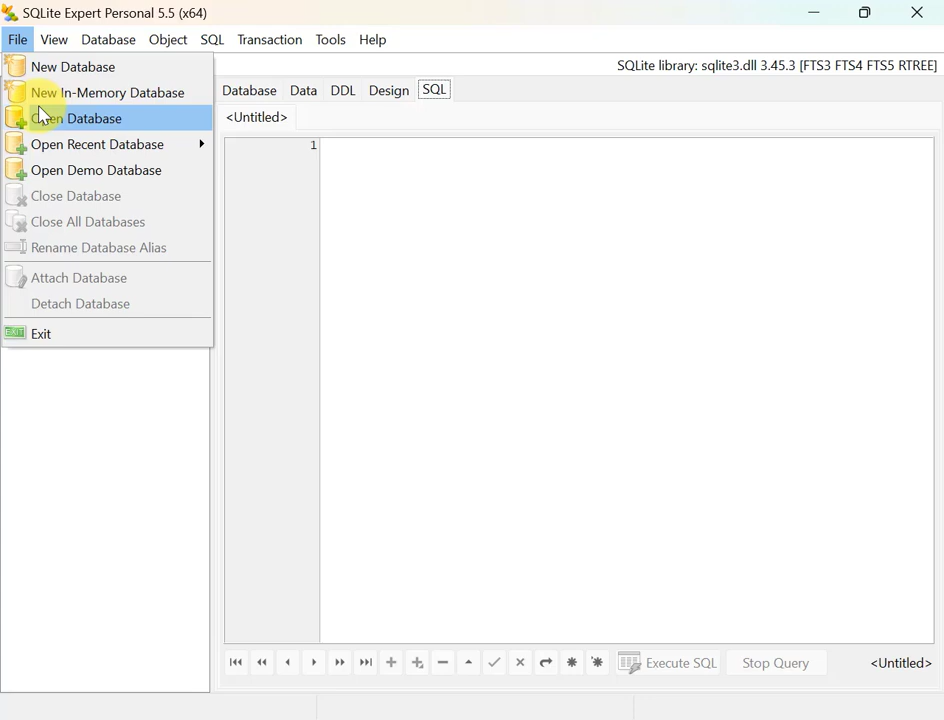 SQLite Expert Personal 5.5 (x64)
File View Database Object SQL Transaction Tools Help
SQLite library: sqlite3.dll 3.45.3 [FTS3 FTS4 FTS5 RTREE]
New Database
New In-Memory Database
Open Database
Open Recent Database
Open Demo Database
Close Database
Close All Databases
Rename Database Alias
Attach Database
Detach Database
EXIT Exit
Database Data DDL Design SQL
<Untitled>
1
Execute SQL Stop Query <Untitled>